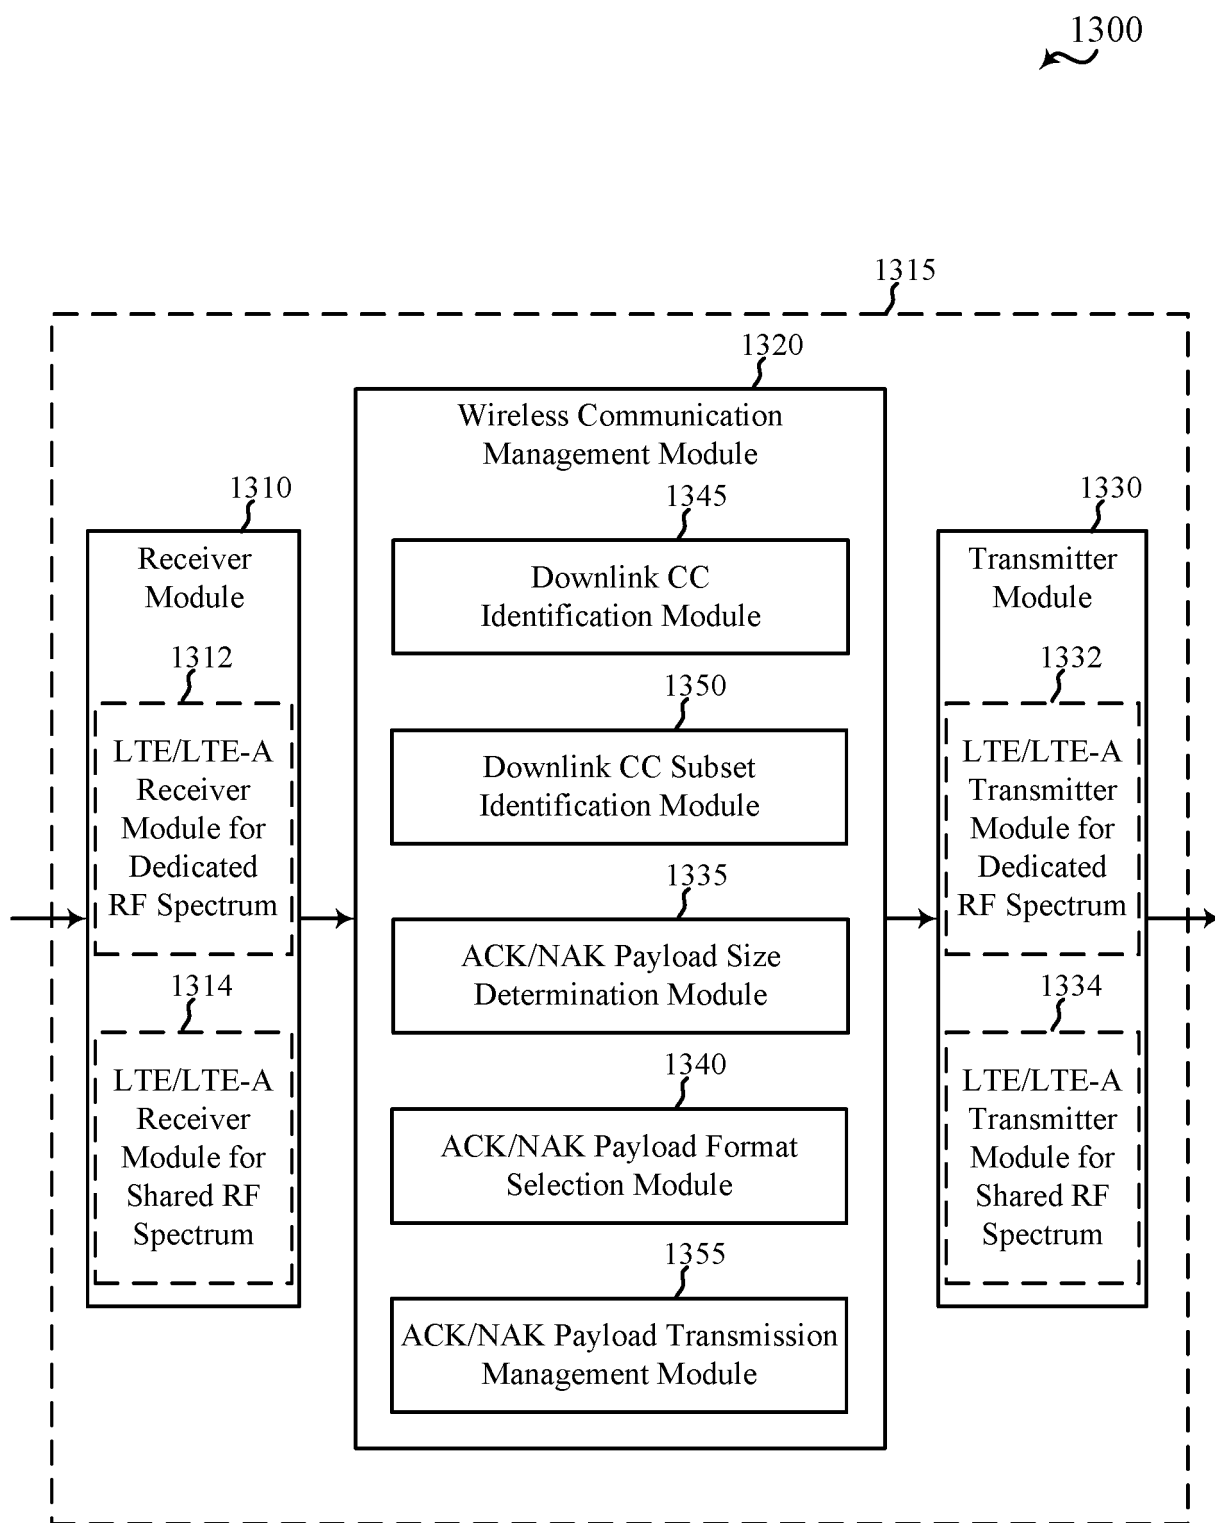 1300
1315
1320
Wireless Communication
Management Module
1310
Receiver
Module
1312
LTE/LTE-A
Receiver
Module for
Dedicated
RF Spectrum
1314
LTE/LTE-A
Receiver
Module for
Shared RF
Spectrum
1345
Downlink CC
Identification Module
1350
Downlink CC Subset
Identification Module
1335
ACK/NAK Payload Size
Determination Module
1340
ACK/NAK Payload Format
Selection Module
1355
ACK/NAK Payload Transmission
Management Module
1330
Transmitter
Module
1332
LTE/LTE-A
Transmitter
Module for
Dedicated
RF Spectrum
1334
LTE/LTE-A
Transmitter
Module for
Shared RF
Spectrum